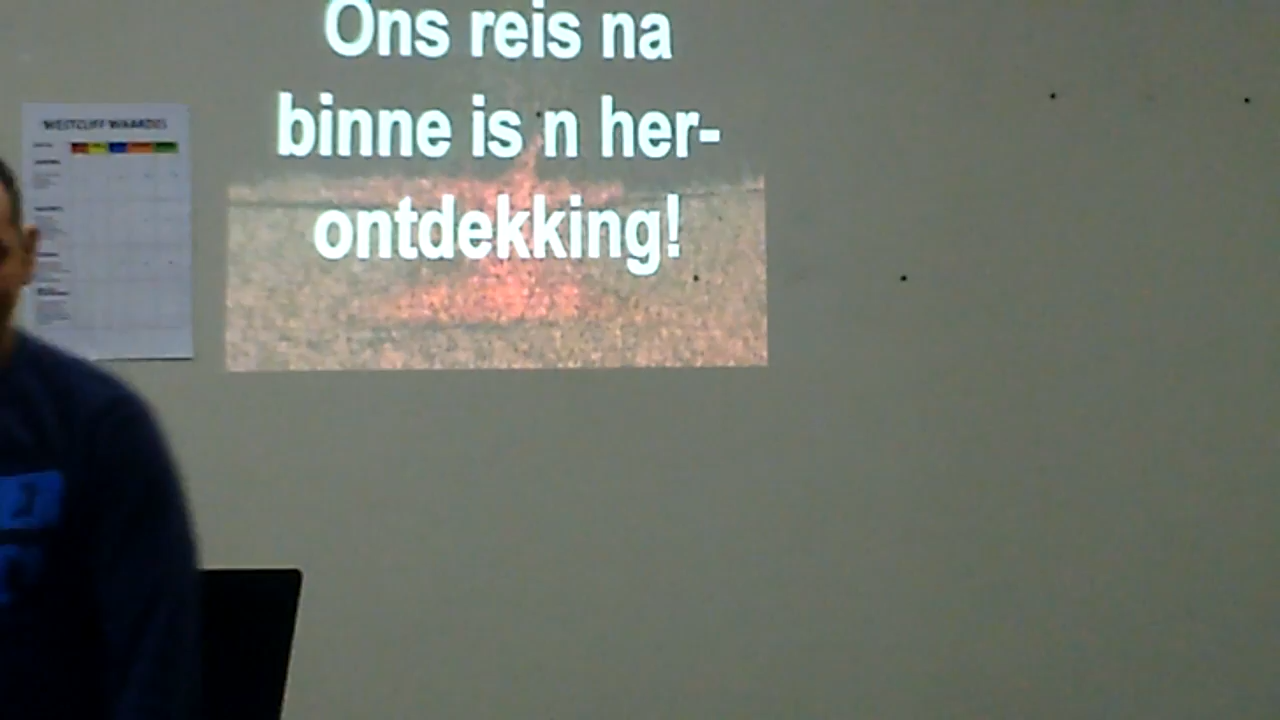 Ons reis na
binne is n her-
ontdekking!
WESTCLIFF WAARDES